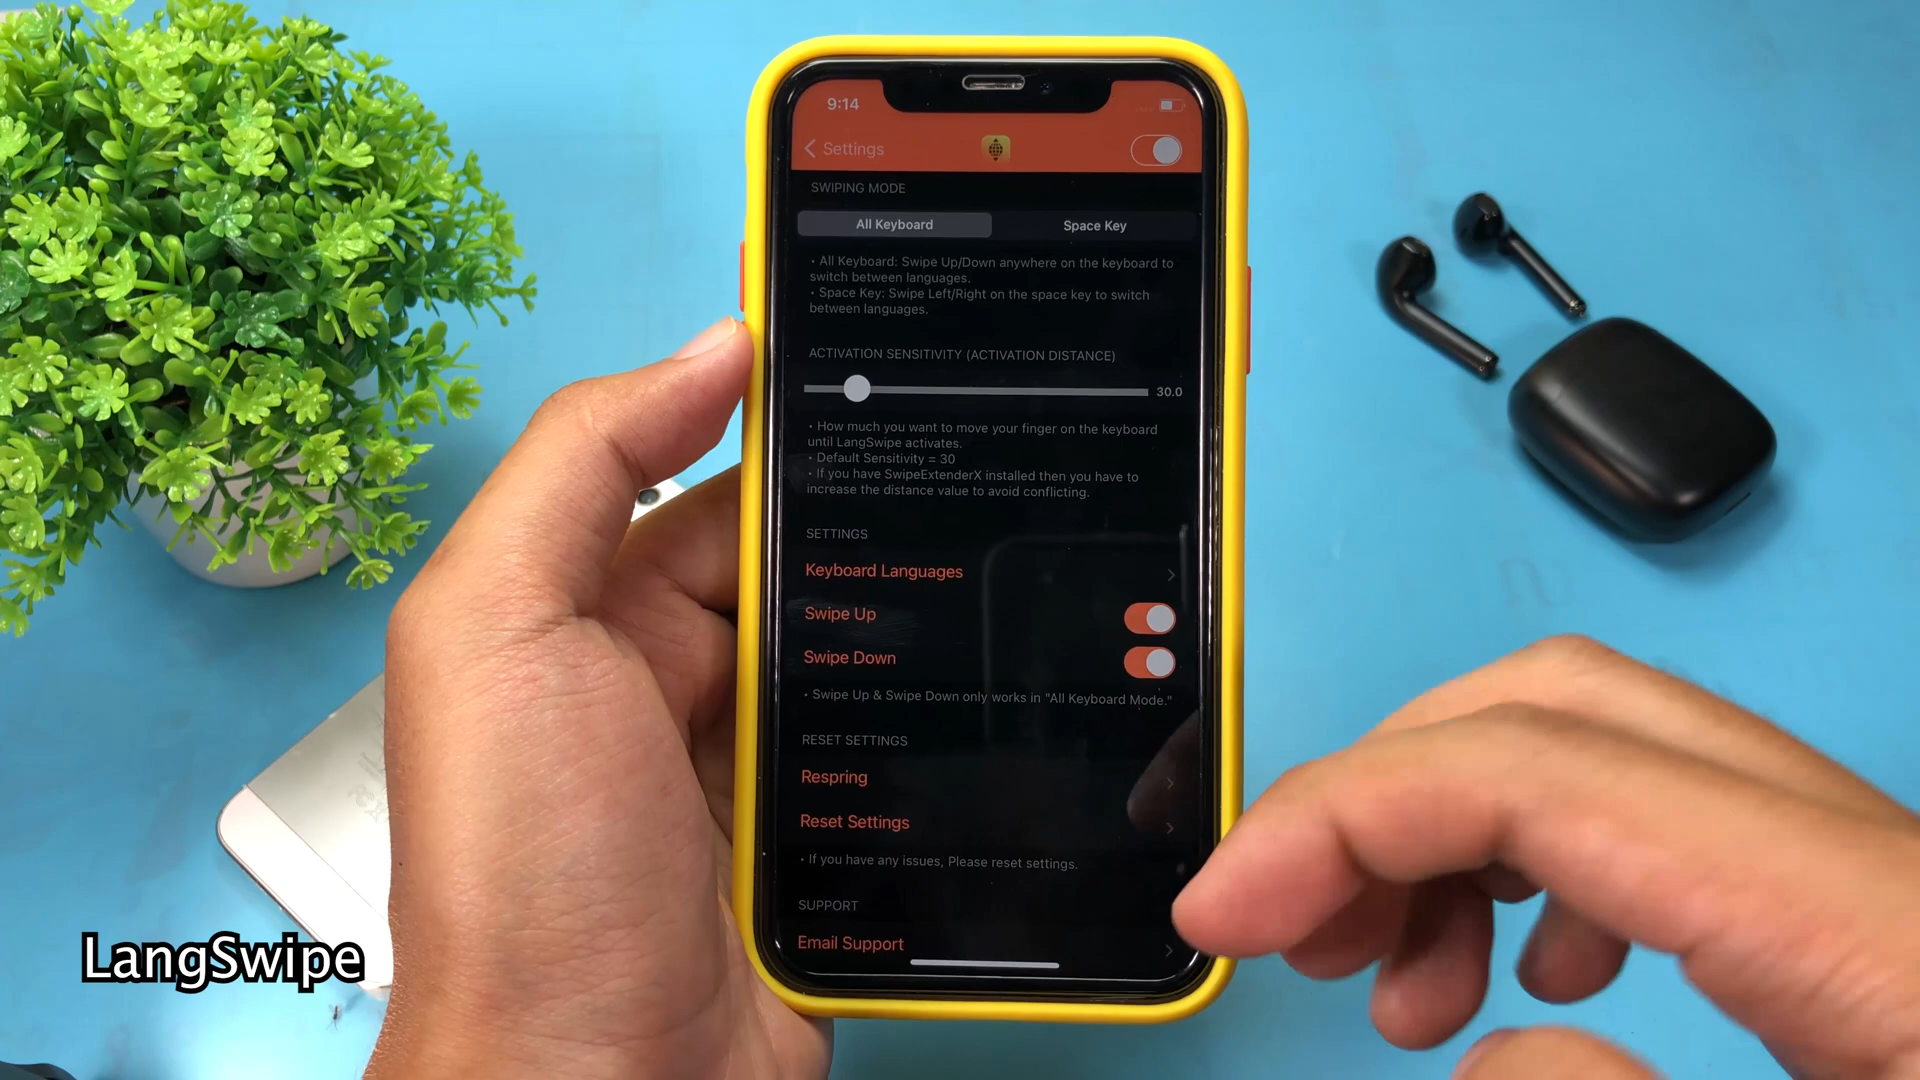 9:14
Settings
SWIPING MODE
All Keyboard
Space Key
• All Keyboard: Swipe Up/Down anywhere on the keyboard to
switch between languages.
• Space Key: Swipe Left/Right on the space key to switch
between languages.
ACTIVATION SENSITIVITY (ACTIVATION DISTANCE)
30.0
• How much you want to move your finger on the keyboard
until LangSwipe activates.
• Default Sensitivity = 30
• If you have SwipeExtenderX installed then you have to
increase the distance value to avoid conflicting.
SETTINGS
Keyboard Languages
Swipe Up
Swipe Down
• Swipe Up & Swipe Down only works in "All Keyboard Mode."
RESET SETTINGS
Respring
Reset Settings
• If you have any issues, Please reset settings.
SUPPORT
Email Support
LangSwipe